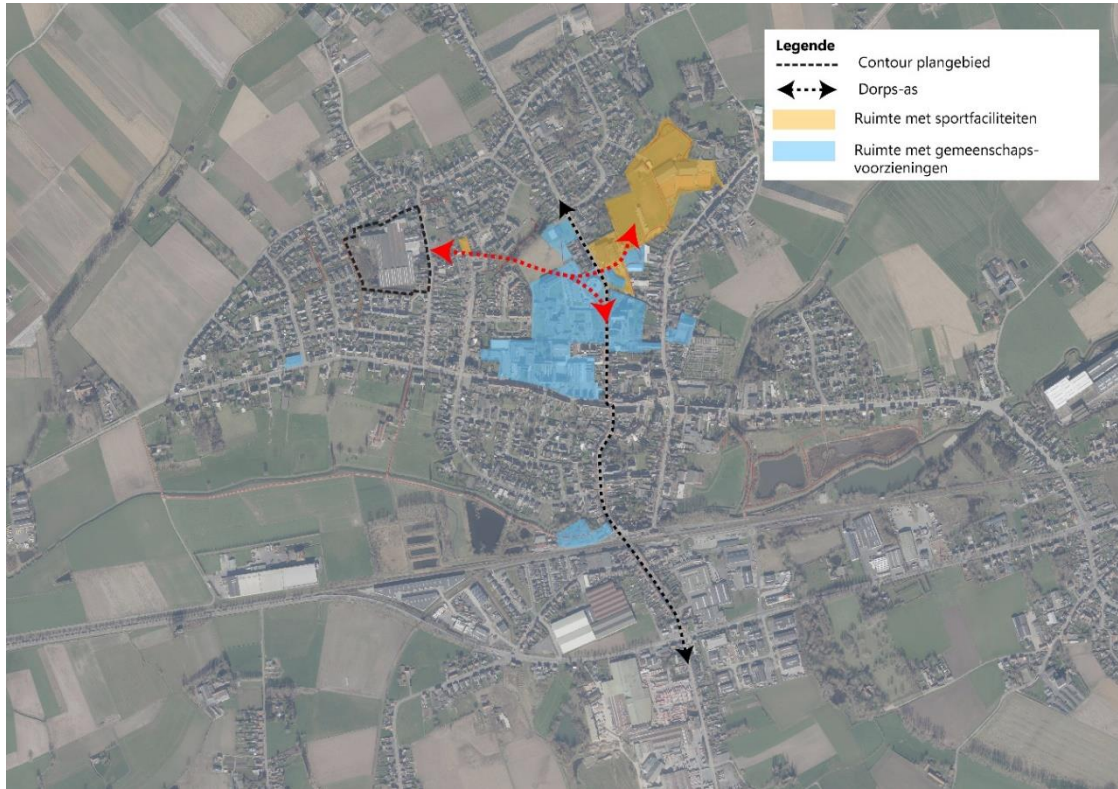 Legende
Contour plangebied
Dorps-as
Ruimte met sportfaciliteiten
Ruimte met gemeenschaps-
voorzieningen